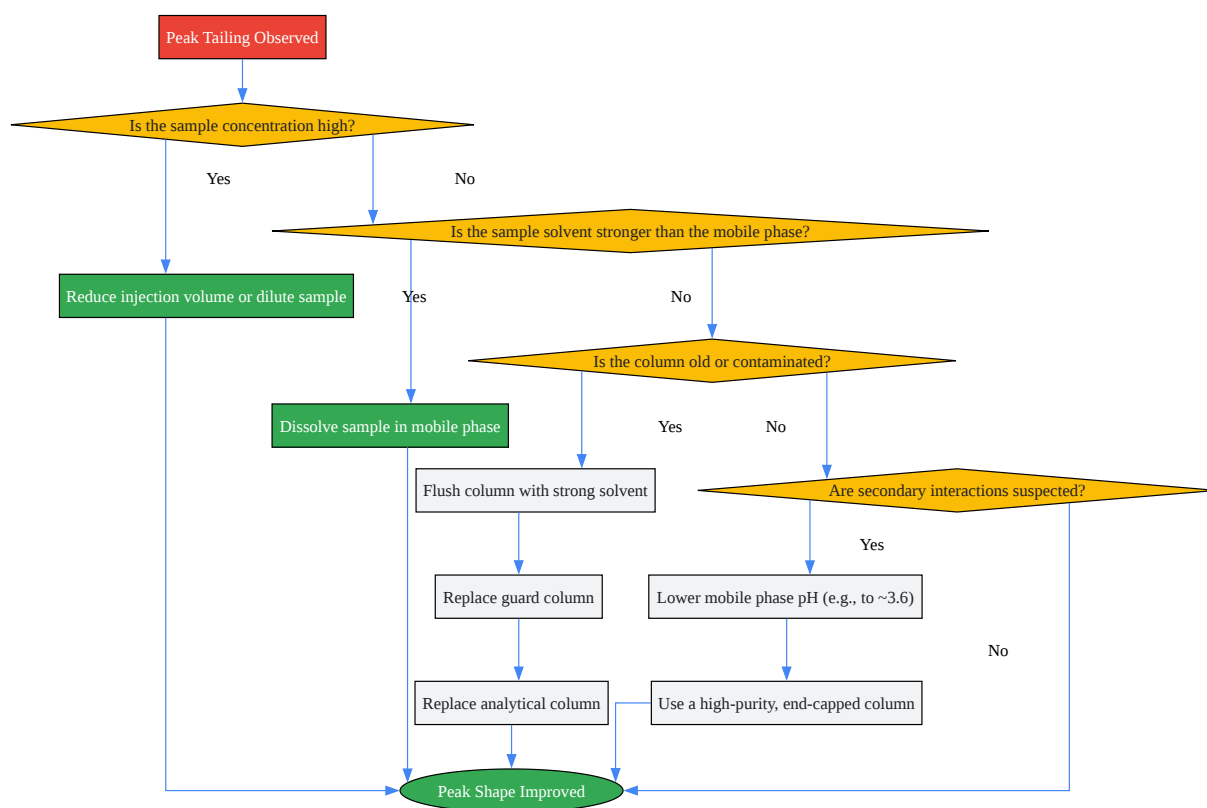 Peak Tailing Observed
Is the sample concentration high?
Yes
No
Is the sample solvent stronger than the mobile phase?
Reduce injection volume or dilute sample
Yes
No
Is the column old or contaminated?
Dissolve sample in mobile phase
Yes
No
Flush column with strong solvent
Are secondary interactions suspected?
Yes
Replace guard column
Lower mobile phase pH (e.g., to ~3.6)
No
Replace analytical column
Use a high-purity, end-capped column
Peak Shape Improved